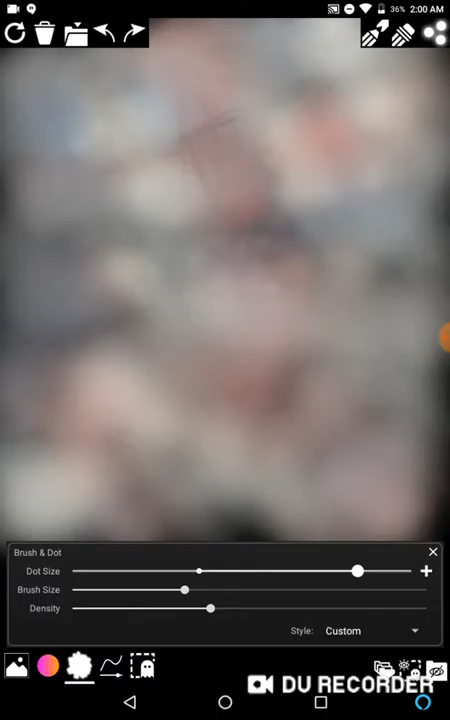 36% 2:00 AM
Brush & Dot
Dot Size
Brush Size
Density
Style: Custom
DU RECORDER